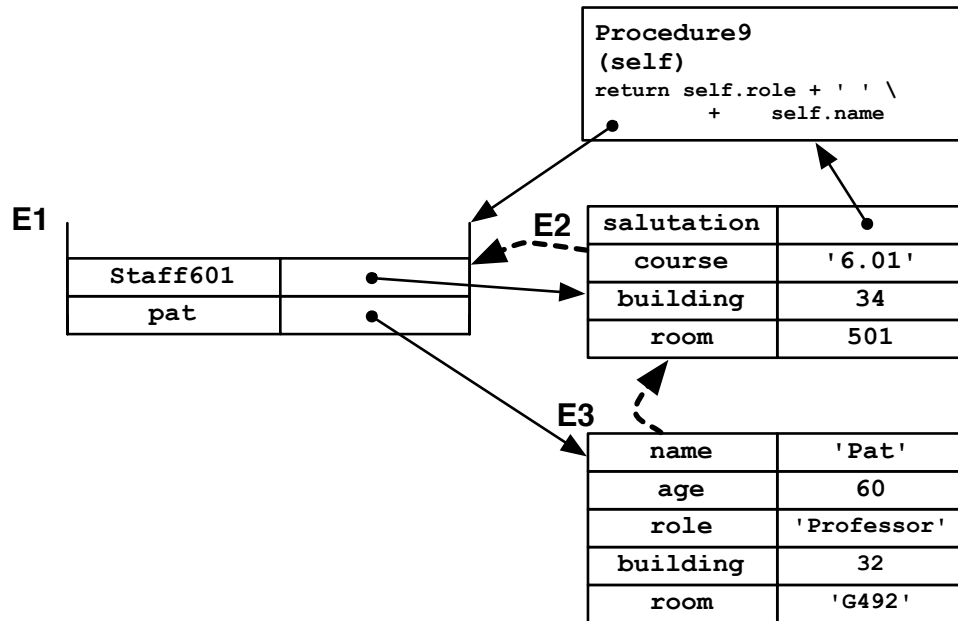 Procedure9
(self)
return self.role + ' ' \
+ self.name
E1
E2
salutation
course '6.01'
building 34
room 501
Staff601
pat
E3
name 'Pat'
age 60
role 'Professor'
building 32
room 'G492'